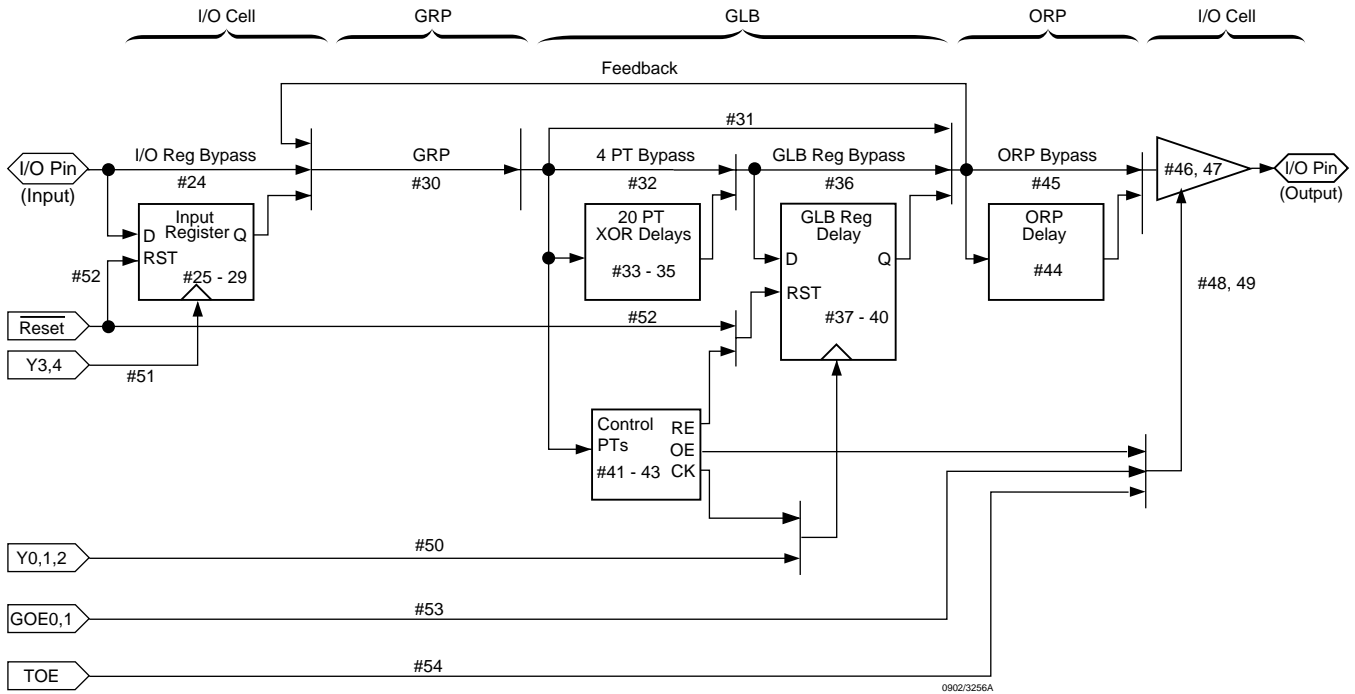 I/O Cell
GRP
GLB
ORP
I/O Cell
Feedback
#31
I/O Pin
(Input)
I/O Reg Bypass
#24
GRP
#30
4 PT Bypass
#32
GLB Reg Bypass
#36
ORP Bypass
#45
#46, 47
I/O Pin
(Output)
Input
Register
D
Q
RST
#25 - 29
#52
20 PT
XOR Delays
#33 - 35
GLB Reg
Delay
D
Q
RST
#37 - 40
ORP
Delay
#44
#48, 49
Reset
#52
Y3,4
#51
Control
PTs
#41 - 43
RE
OE
CK
Y0,1,2
#50
GOE0,1
#53
TOE
#54
0902/3256A